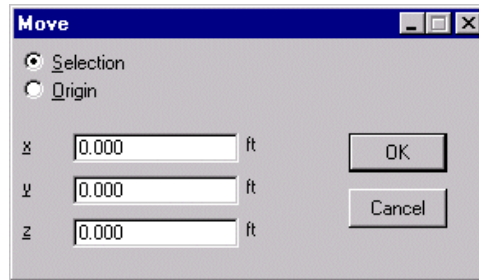 Move
Selection
Origin
x 0.000 ft
y 0.000 ft
z 0.000 ft
OK
Cancel